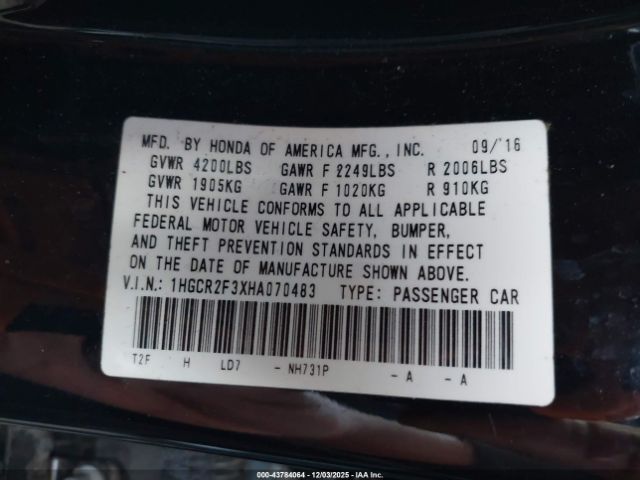 MFD. BY HONDA OF AMERICA MFG., INC. 09/'16
GVWR 4200LBS GAWR F 2249LBS R 2006LBS
GVWR 1905KG GAWR F 1020KG R 910KG
THIS VEHICLE CONFORMS TO ALL APPLICABLE
FEDERAL MOTOR VEHICLE SAFETY, BUMPER,
AND THEFT PREVENTION STANDARDS IN EFFECT
ON THE DATE OF MANUFACTURE SHOWN ABOVE.
V.I.N.: 1HGCR2F3XHA070483 TYPE: PASSENGER CAR
T2F H LD7 - NH731P - A - A
000-43784064 - 12/03/2025 - IAA Inc.